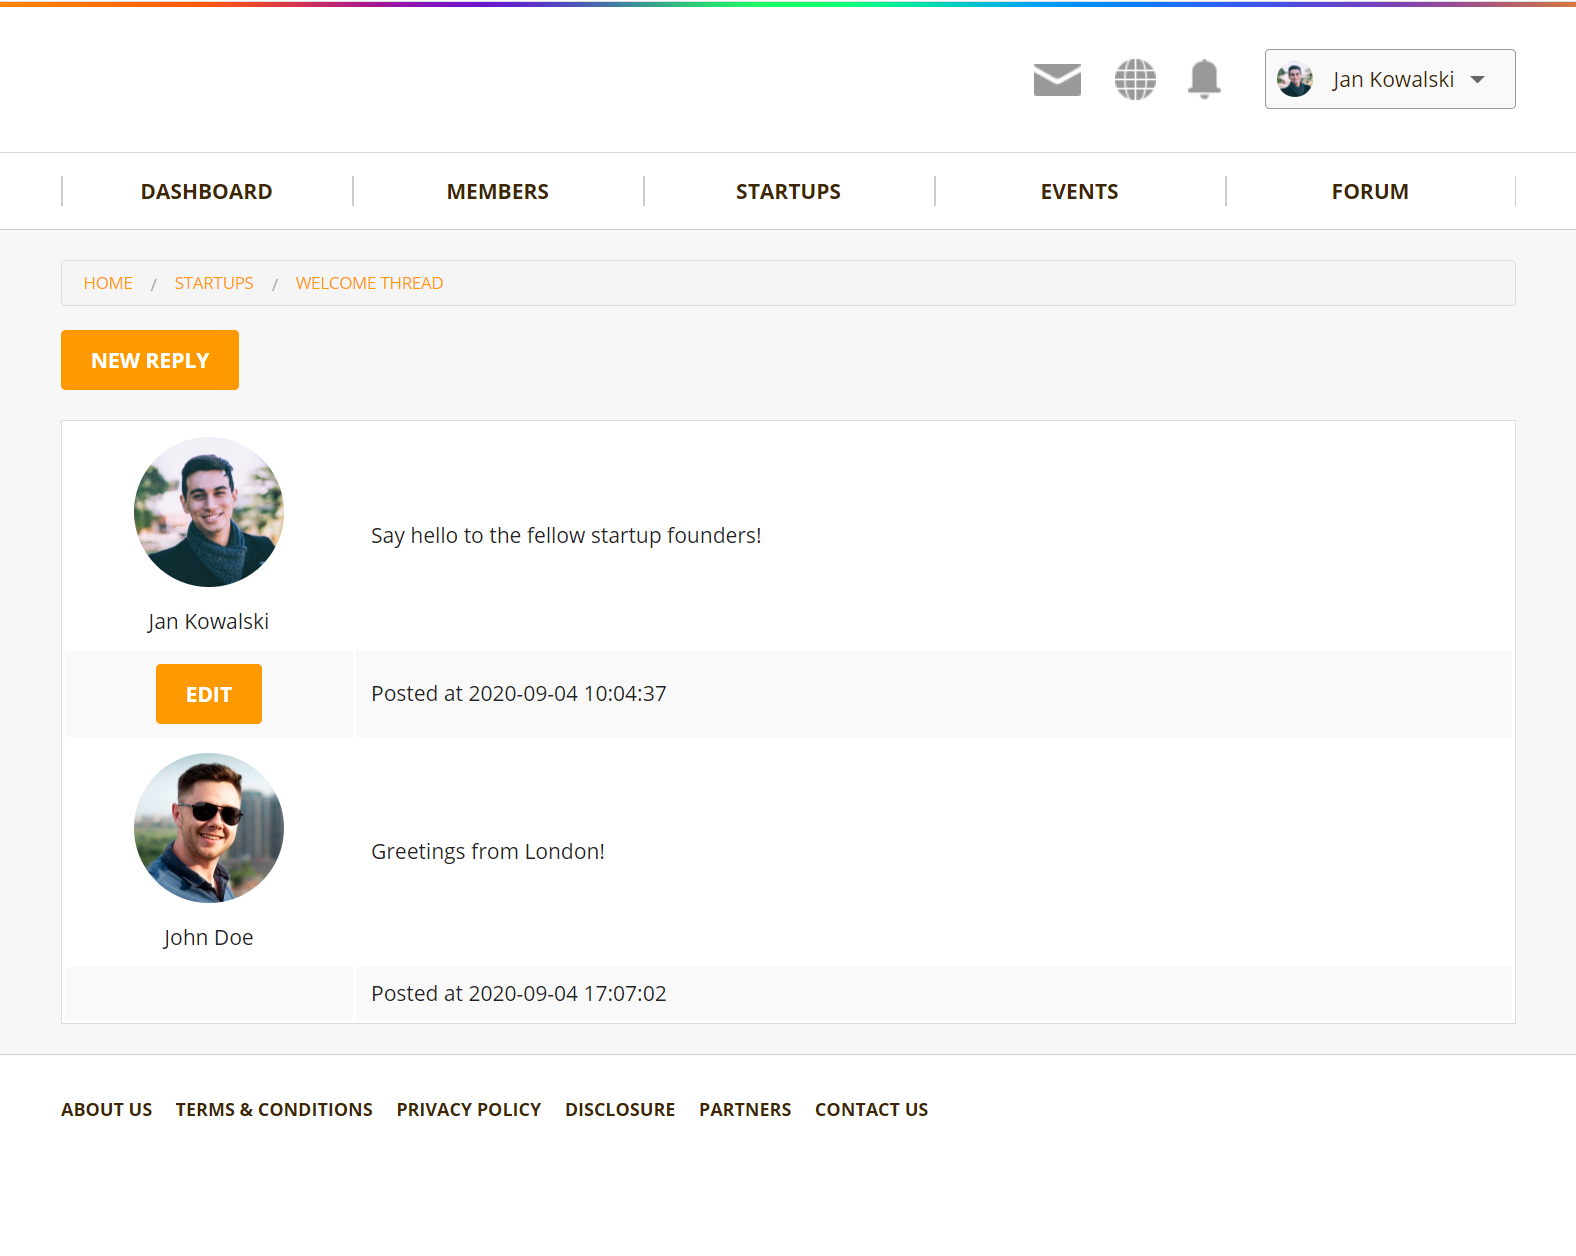 Jan Kowalski
DASHBOARD MEMBERS STARTUPS EVENTS FORUM
HOME / STARTUPS / WELCOME THREAD
NEW REPLY
Say hello to the fellow startup founders!
Jan Kowalski
EDIT Posted at 2020-09-04 10:04:37
Greetings from London!
John Doe
Posted at 2020-09-04 17:07:02
ABOUT US TERMS & CONDITIONS PRIVACY POLICY DISCLOSURE PARTNERS CONTACT US